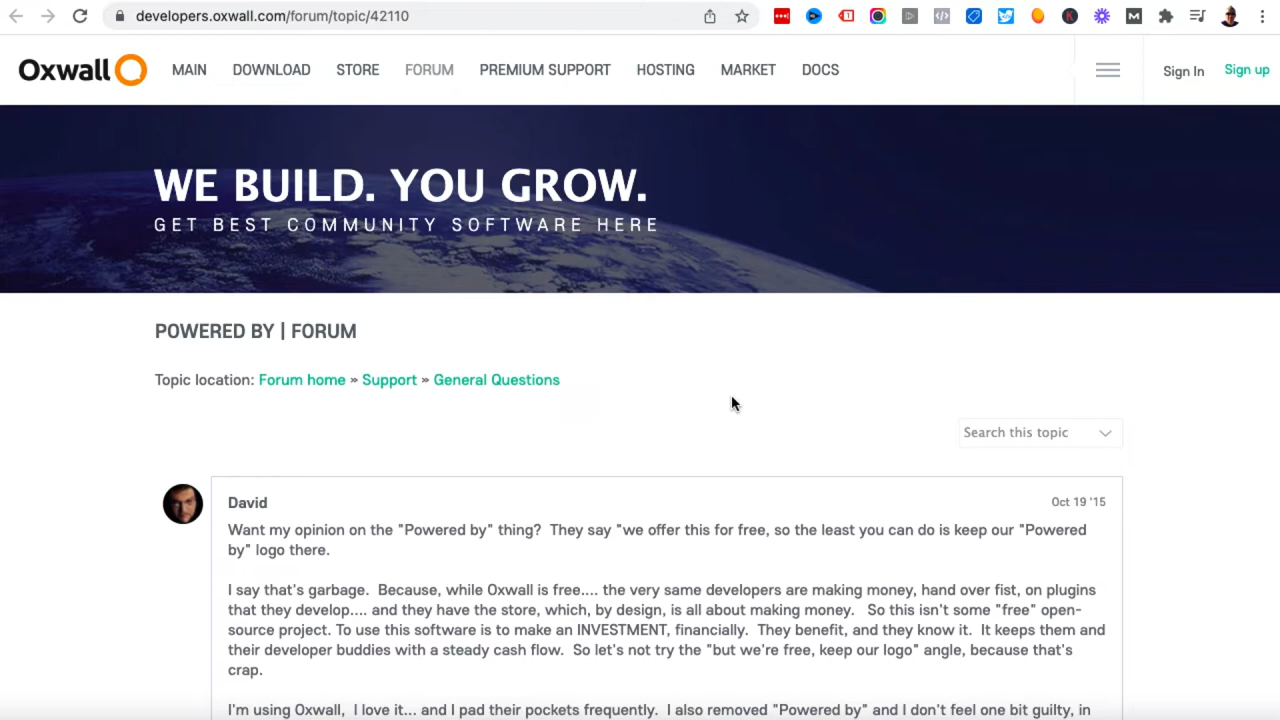 developers.oxwall.com/forum/topic/42110
Oxwall
MAIN
DOWNLOAD
STORE
FORUM
PREMIUM SUPPORT
HOSTING
MARKET
DOCS
Sign In
Sign up
WE BUILD. YOU GROW.
GET BEST COMMUNITY SOFTWARE HERE
POWERED BY | FORUM
Topic location: Forum home » Support » General Questions
Search this topic
David
Oct 19 '15
Want my opinion on the "Powered by" thing?  They say "we offer this for free, so the least you can do is keep our "Powered
by" logo there.
I say that's garbage.  Because, while Oxwall is free.... the very same developers are making money, hand over fist, on plugins
that they develop.... and they have the store, which, by design, is all about making money.   So this isn't some "free" open-
source project. To use this software is to make an INVESTMENT, financially.  They benefit, and they know it.  It keeps them and
their developer buddies with a steady cash flow.  So let's not try the "but we're free, keep our logo" angle, because that's
crap.
I'm using Oxwall,  I love it... and I pad their pockets frequently.  I also removed "Powered by" and I don't feel one bit guilty, in